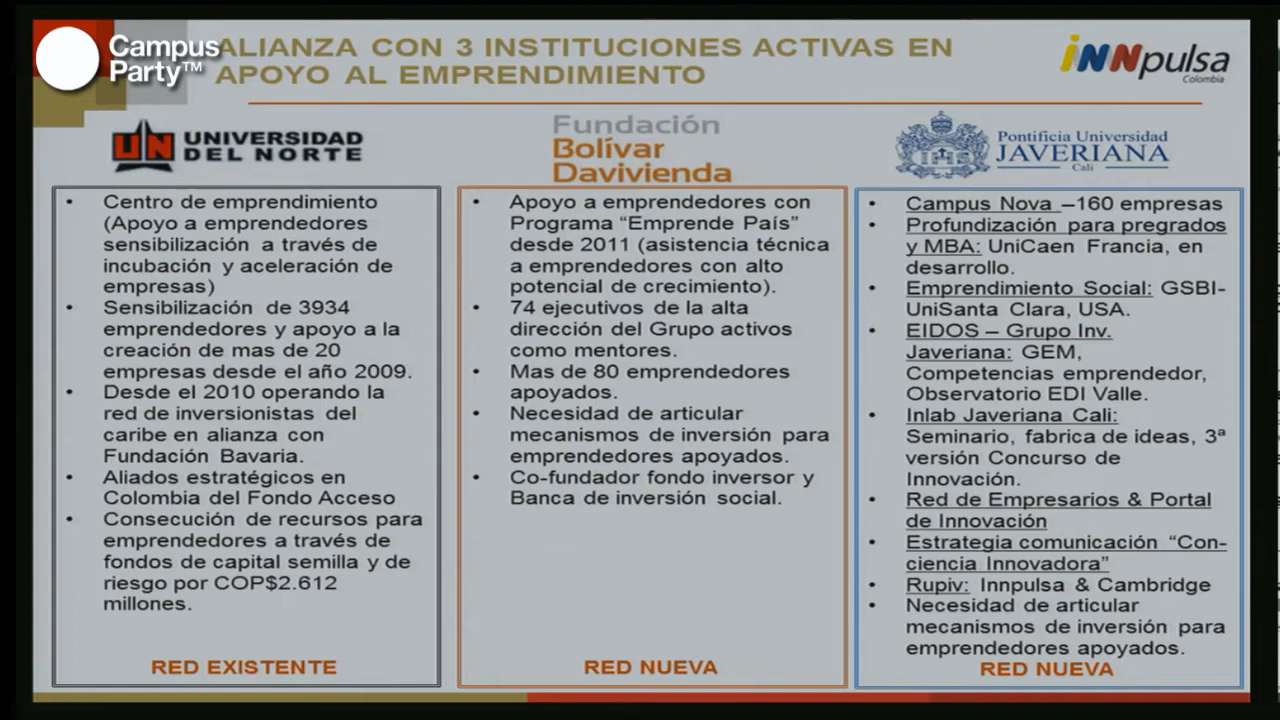 Campus
Party™
ALIANZA CON 3 INSTITUCIONES ACTIVAS EN
APOYO AL EMPRENDIMIENTO
iNNpulsa
Colombia
UN
UNIVERSIDAD
DEL NORTE
• Centro de emprendimiento
(Apoyo a emprendedores
sensibilización a través de
incubación y aceleración de
empresas)
• Sensibilización de 3934
emprendedores y apoyo a la
creación de mas de 20
empresas desde el año 2009.
• Desde el 2010 operando la
red de inversionistas del
caribe en alianza con
Fundación Bavaria.
• Aliados estratégicos en
Colombia del Fondo Acceso
• Consecución de recursos para
emprendedores a través de
fondos de capital semilla y de
riesgo por COP$2.612
millones.
RED EXISTENTE
Fundación
Bolívar
Davivienda
• Apoyo a emprendedores con
Programa “Emprende País”
desde 2011 (asistencia técnica
a emprendedores con alto
potencial de crecimiento).
• 74 ejecutivos de la alta
dirección del Grupo activos
como mentores.
• Mas de 80 emprendedores
apoyados.
• Necesidad de articular
mecanismos de inversión para
emprendedores apoyados.
• Co-fundador fondo inversor y
Banca de inversión social.
RED NUEVA
Pontificia Universidad
JAVERIANA
Cali
• Campus Nova –160 empresas
• Profundización para pregrados
y MBA: UniCaen Francia, en
desarrollo.
• Emprendimiento Social: GSBI-
UniSanta Clara, USA.
• EIDOS – Grupo Inv.
Javeriana: GEM,
Competencias emprendedor,
Observatorio EDI Valle.
• Inlab Javeriana Cali:
Seminario, fabrica de ideas, 3ª
versión Concurso de
Innovación.
• Red de Empresarios & Portal
de Innovación
• Estrategia comunicación “Con-
ciencia Innovadora”
• Rupiv: Innpulsa & Cambridge
• Necesidad de articular
mecanismos de inversión para
emprendedores apoyados.
RED NUEVA